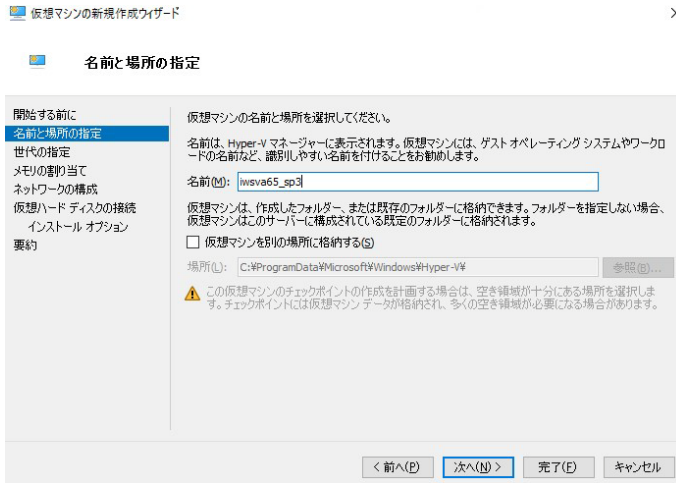 仮想マシンの新規作成ウィザード
名前と場所の指定
開始する前に
名前と場所の指定
世代の指定
メモリの割り当て
ネットワークの構成
仮想ハード ディスクの接続
インストール オプション
要約
仮想マシンの名前と場所を選択してください。
名前は、Hyper-V マネージャーに表示されます。仮想マシンには、ゲスト オペレーティング システムやワークロ
ードの名前など、識別しやすい名前を付けることをお勧めします。
名前(M): iwsva65_sp3
仮想マシンは、作成したフォルダー、または既存のフォルダーに格納できます。フォルダーを指定しない場合、
仮想マシンはこのサーバーに構成されている既定のフォルダーに格納されます。
仮想マシンを別の場所に格納する(S)
場所(L): C:¥ProgramData¥Microsoft¥Windows¥Hyper-V¥ 参照(B)...
この仮想マシンのチェックポイントの作成を計画する場合は、空き領域が十分にある場所を選択しま
す。チェックポイントには仮想マシン データが格納され、多くの空き領域が必要になる場合があります。
< 前へ(P) 次へ(N) > 完了(F) キャンセル